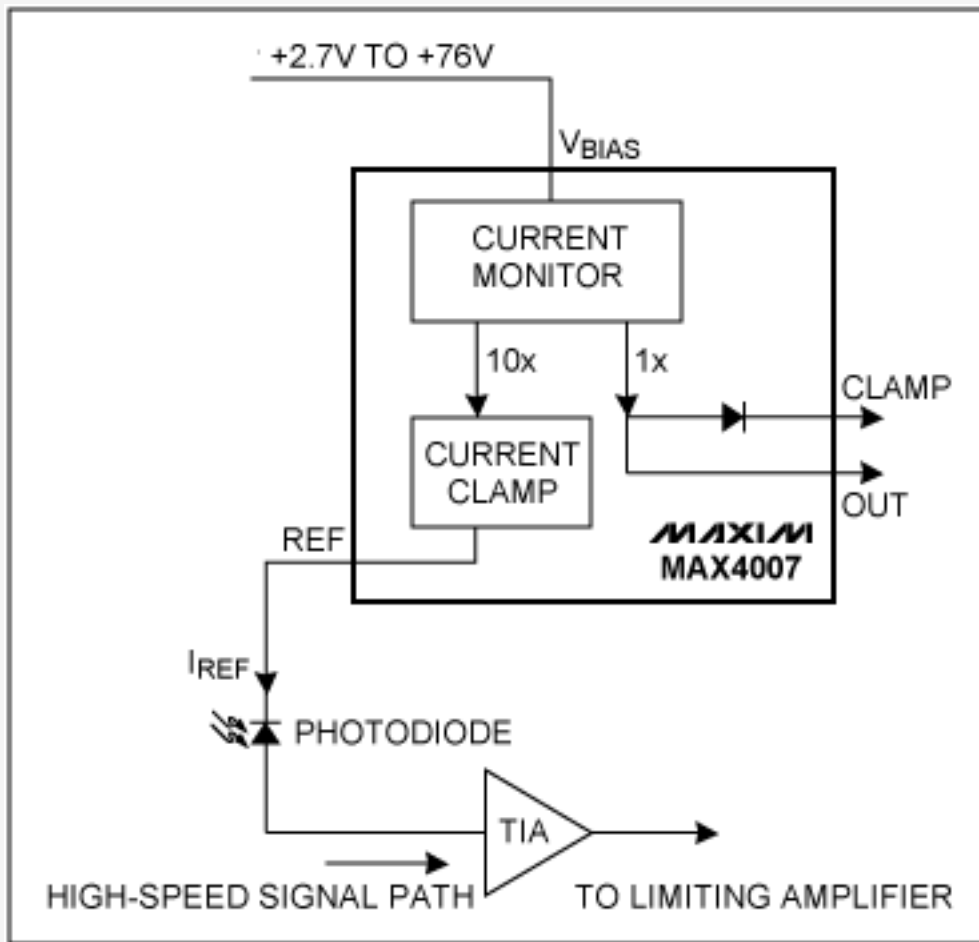 +2.7V TO +76V
VBIAS
CURRENT
MONITOR
10x
1x
CLAMP
CURRENT
CLAMP
OUT
REF
MAXIM
MAX4007
IREF
PHOTODIODE
TIA
HIGH-SPEED SIGNAL PATH
TO LIMITING AMPLIFIER